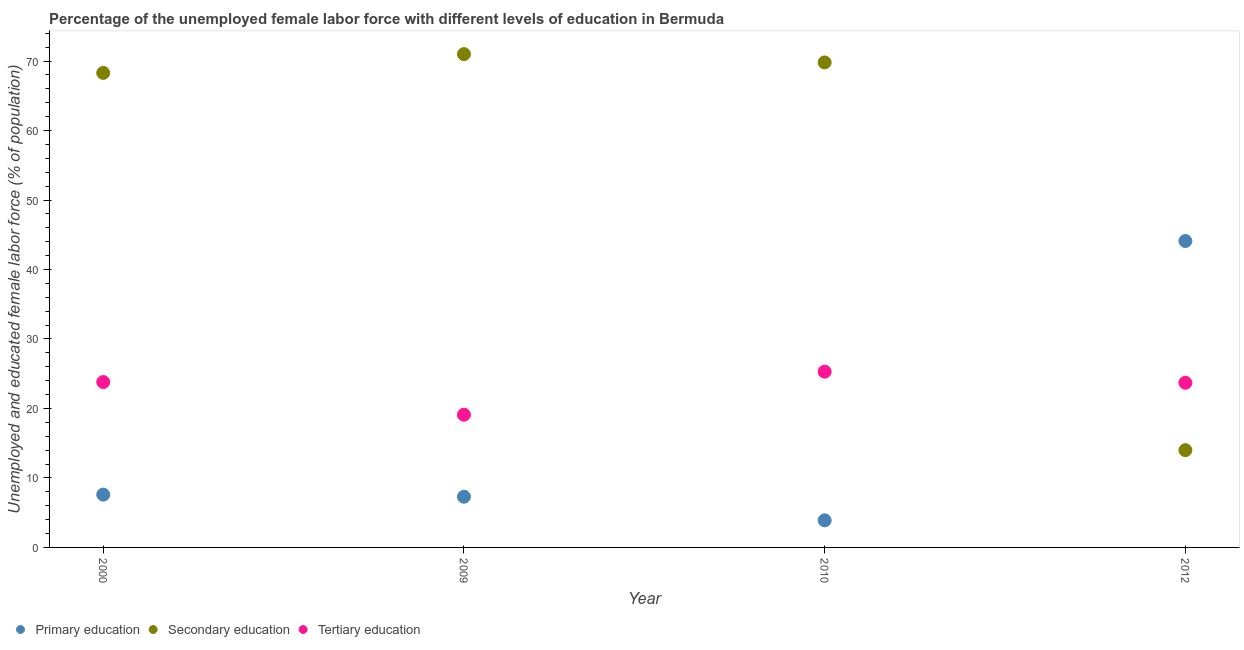 Percentage of the unemployed female labor force with different levels of education in Bermuda
Unemployed and educated female labor force (% of population)
70
60
50
40
30
20
10
0
2000
2009
2010
2012
Year
Primary education
Secondary education
Tertiary education